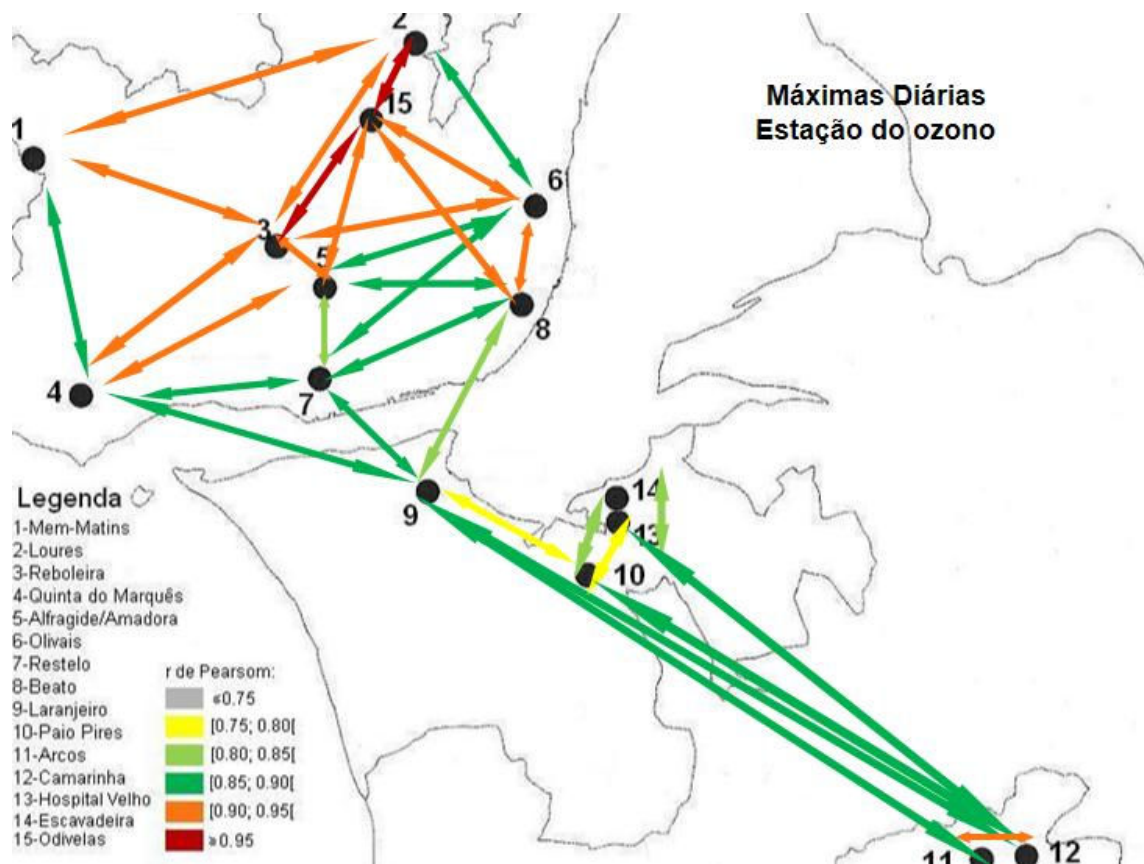 Máximas Diárias
Estação do ozono
2
15
1
6
3
5
8
4
7
9
14
13
10
11
12
Legenda
1-Mem-Matins
2-Loures
3-Reboleira
4-Quinta do Marquês
5-Alfragide/Amadora
6-Olivais
7-Restelo
8-Beato
9-Laranjeiro
10-Paio Pires
11-Arcos
12-Camarinha
13-Hospital Velho
14-Escavadeira
15-Odivelas
r de Pearsom:
≤0.75
[0.75; 0.80[
[0.80; 0.85[
[0.85; 0.90[
[0.90; 0.95[
≥0.95